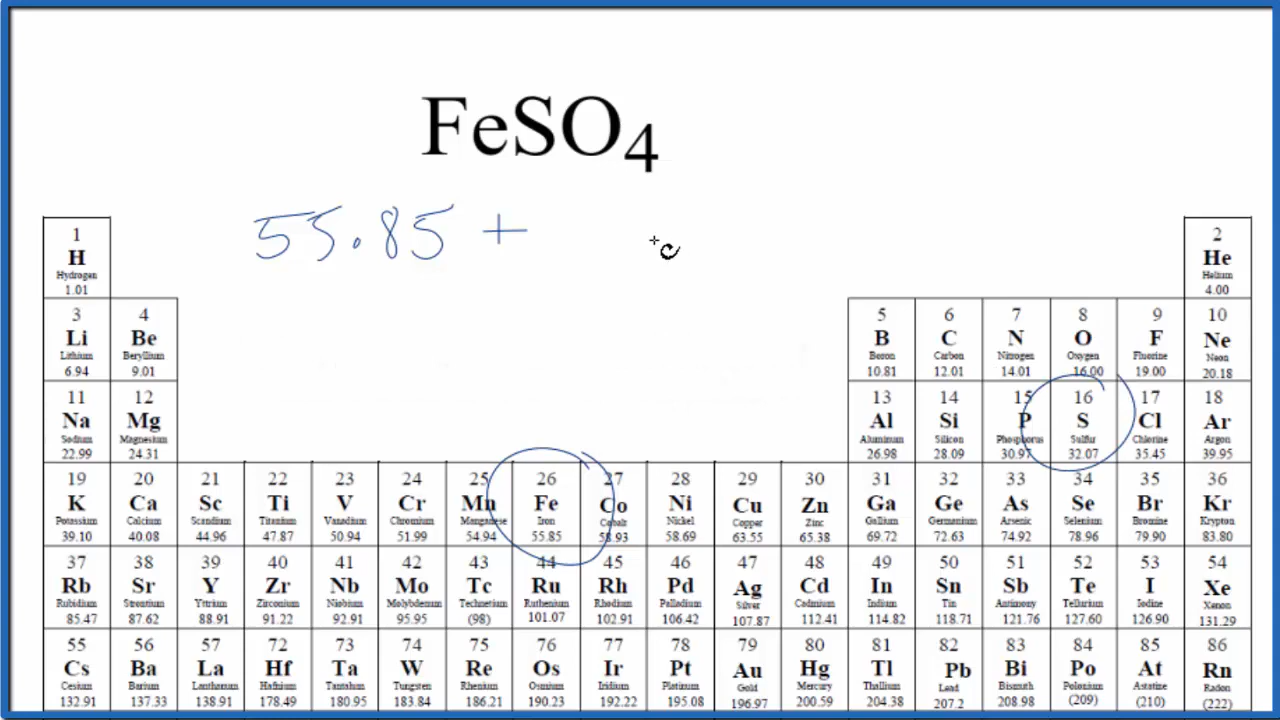 FeSO4
55.85 +
1 2
H He
Hydrogen Helium
1.01 4.00
3 4 5 6 7 8 9 10
Li Be B C N O F Ne
Lithium Beryllium Boron Carbon Nitrogen Oxygen Fluorine Neon
6.94 9.01 10.81 12.01 14.01 16.00 19.00 20.18
11 12 13 14 15 16 17 18
Na Mg Al Si P S Cl Ar
Sodium Magnesium Aluminum Silicon Phosphorus Sulfur Chlorine Argon
22.99 24.31 26.98 28.09 30.97 32.07 35.45 39.95
19 20 21 22 23 24 25 26 27 28 29 30 31 32 33 34 35 36
K Ca Sc Ti V Cr Mn Fe Co Ni Cu Zn Ga Ge As Se Br Kr
Potassium Calcium Scandium Titanium Vanadium Chromium Manganese Iron Cobalt Nickel Copper Zinc Gallium Germanium Arsenic Selenium Bromine Krypton
39.10 40.08 44.96 47.87 50.94 51.99 54.94 55.85 58.93 58.69 63.55 65.38 69.72 72.63 74.92 78.96 79.90 83.80
37 38 39 40 41 42 43 44 45 46 47 48 49 50 51 52 53 54
Rb Sr Y Zr Nb Mo Tc Ru Rh Pd Ag Cd In Sn Sb Te I Xe
Rubidium Strontium Yttrium Zirconium Niobium Molybdenum Technetium Ruthenium Rhodium Palladium Silver Cadmium Indium Tin Antimony Tellurium Iodine Xenon
85.47 87.62 88.91 91.22 92.91 95.95 (98) 101.07 102.91 106.42 107.87 112.41 114.82 118.71 121.76 127.60 126.90 131.29
55 56 57 72 73 74 75 76 77 78 79 80 81 82 83 84 85 86
Cs Ba La Hf Ta W Re Os Ir Pt Au Hg Tl Pb Bi Po At Rn
Cesium Barium Lanthanum Hafnium Tantalum Tungsten Rhenium Osmium Iridium Platinum Gold Mercury Thallium Lead Bismuth Polonium Astatine Radon
132.91 137.33 138.91 178.49 180.95 183.84 186.21 190.23 192.22 195.08 196.97 200.59 204.38 207.2 208.98 (209) (210) (222)